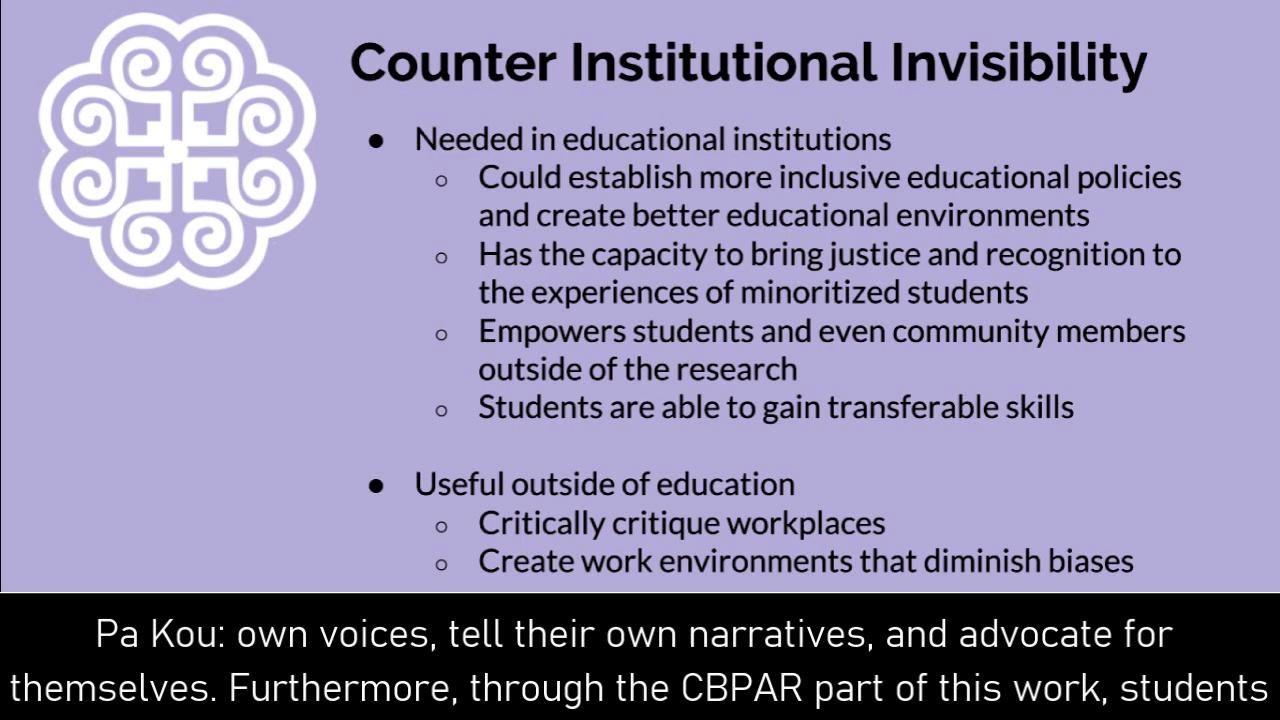 Counter Institutional Invisibility
● Needed in educational institutions
○ Could establish more inclusive educational policies
and create better educational environments
○ Has the capacity to bring justice and recognition to
the experiences of minoritized students
○ Empowers students and even community members
outside of the research
○ Students are able to gain transferable skills
● Useful outside of education
○ Critically critique workplaces
○ Create work environments that diminish biases
Pa Kou: own voices, tell their own narratives, and advocate for
themselves. Furthermore, through the CBPAR part of this work, students